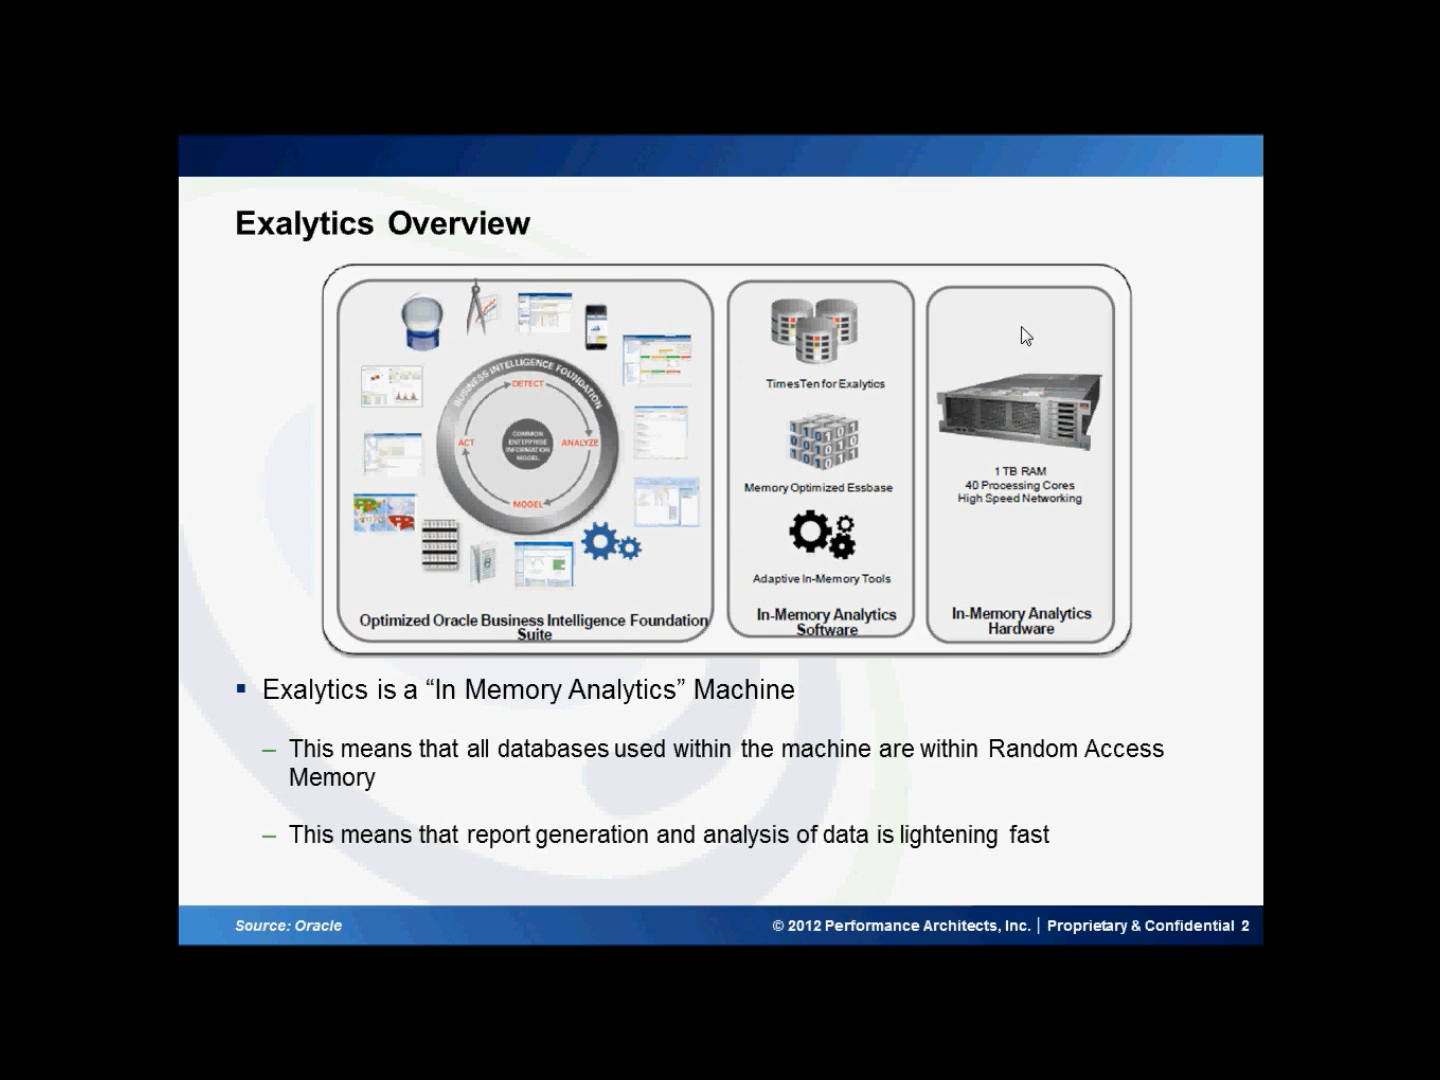 Exalytics Overview
BUSINESS INTELLIGENCE FOUNDATION
DETECT
ACT
COMMON
ENTERPRISE
INFORMATION
MODEL
ANALYZE
MODEL
Optimized Oracle Business Intelligence Foundation
Suite
TimesTen for Exalytics
Memory Optimized Essbase
Adaptive In-Memory Tools
In-Memory Analytics
Software
1 TB RAM
40 Processing Cores
High Speed Networking
In-Memory Analytics
Hardware
▪ Exalytics is a “In Memory Analytics” Machine
– This means that all databases used within the machine are within Random Access
Memory
– This means that report generation and analysis of data is lightening fast
Source: Oracle
© 2012 Performance Architects, Inc. | Proprietary & Confidential 2